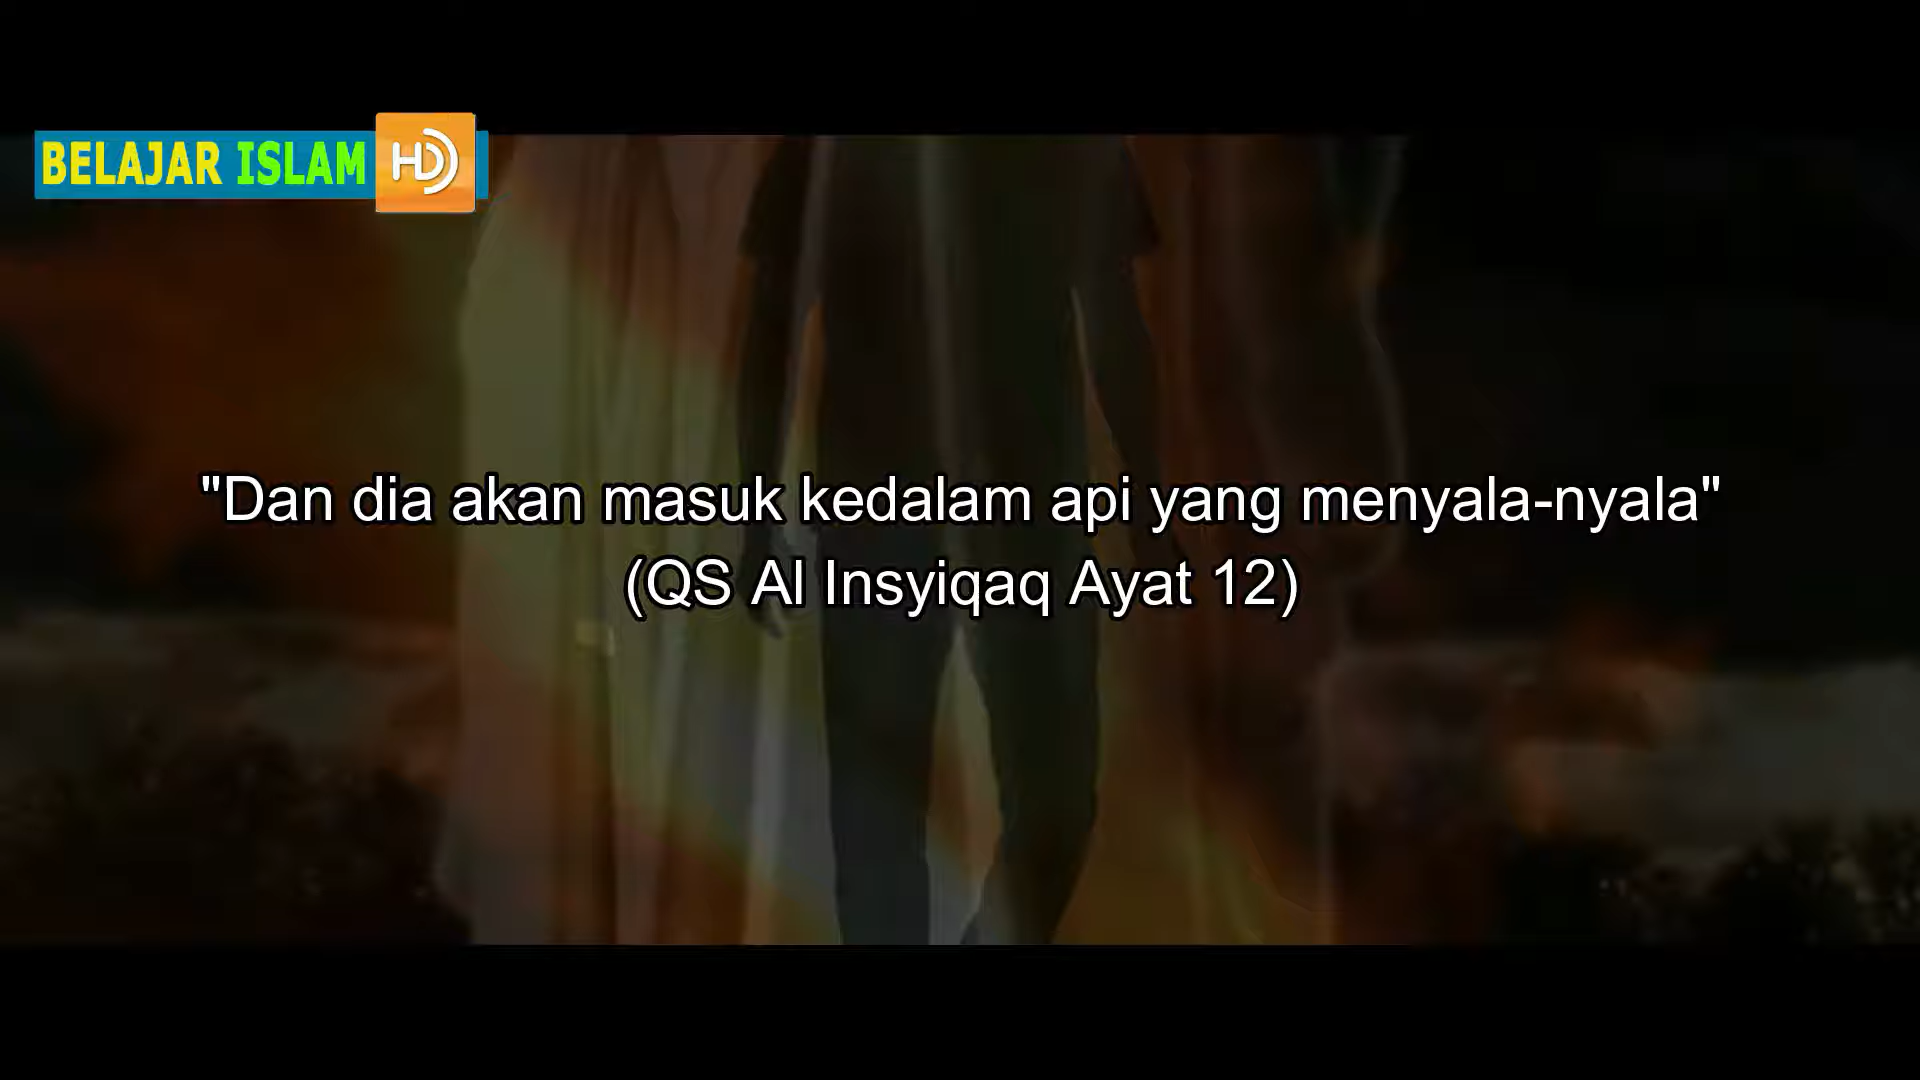 BELAJAR ISLAM HD
"Dan dia akan masuk kedalam api yang menyala-nyala"
(QS Al Insyiqaq Ayat 12)